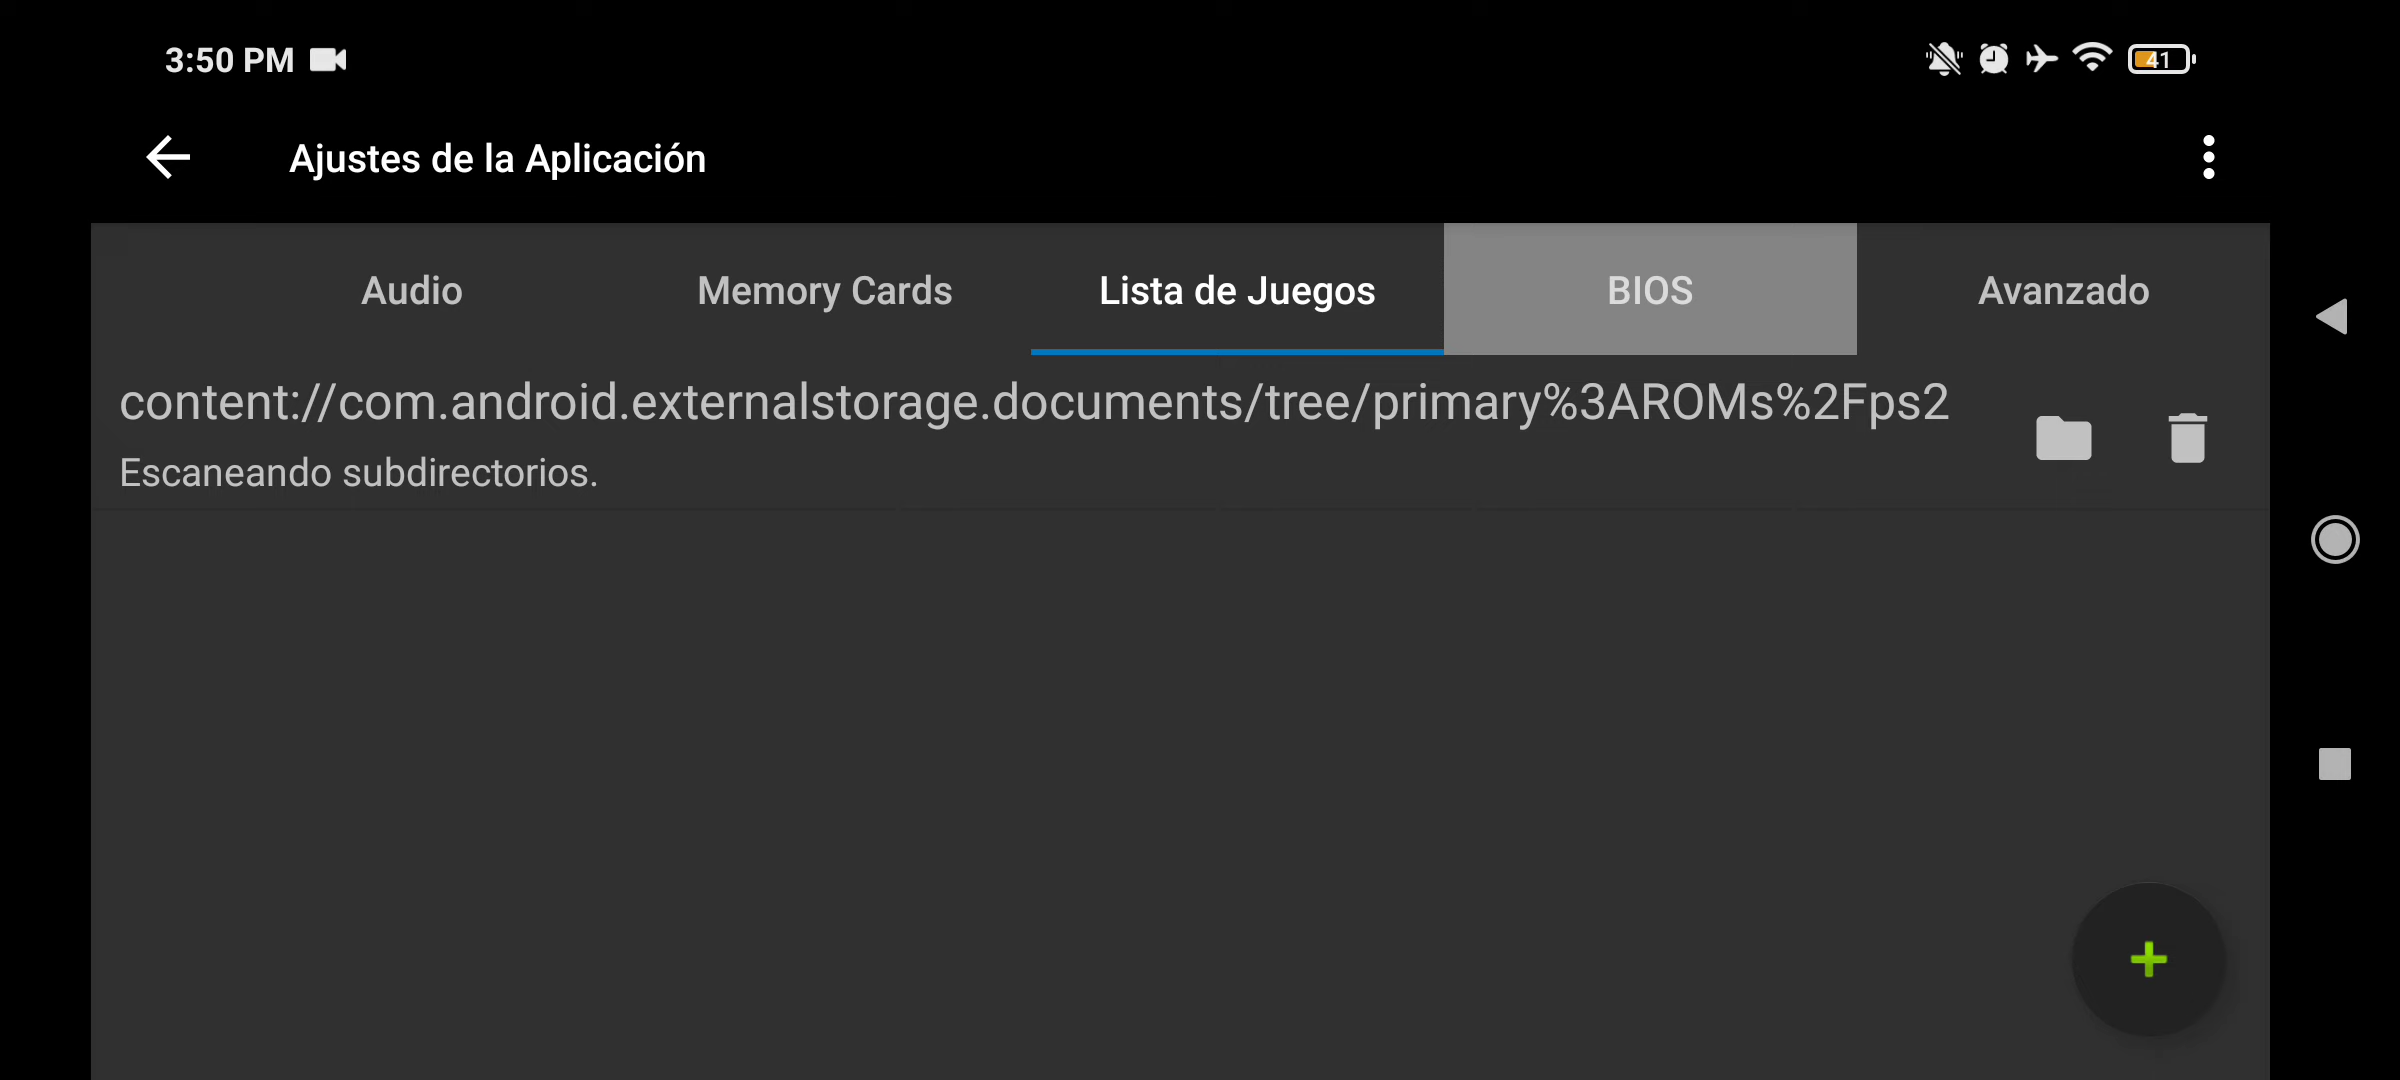 3:50 PM
41
Ajustes de la Aplicación
Audio
Memory Cards
Lista de Juegos
BIOS
Avanzado
content://com.android.externalstorage.documents/tree/primary%3AROMs%2Fps2
Escaneando subdirectorios.